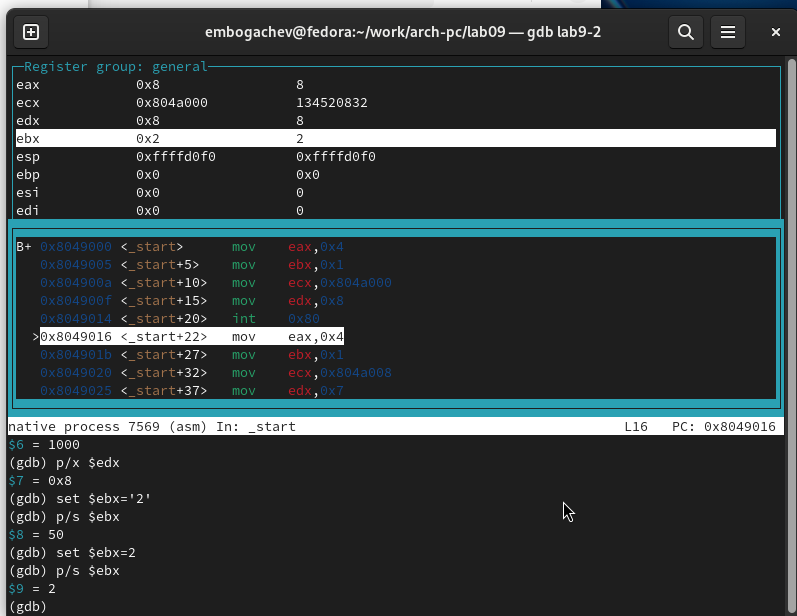 embogachev@fedora:~/work/arch-pc/lab09 — gdb lab9-2
Register group: general
eax 0x8 8
ecx 0x804a000 134520832
edx 0x8 8
ebx 0x2 2
esp 0xffffd0f0 0xffffd0f0
ebp 0x0 0x0
esi 0x0 0
edi 0x0 0
B+ 0x8049000 <_start> mov eax,0x4
0x8049005 <_start+5> mov ebx,0x1
0x804900a <_start+10> mov ecx,0x804a000
0x804900f <_start+15> mov edx,0x8
0x8049014 <_start+20> int 0x80
>0x8049016 <_start+22> mov eax,0x4
0x804901b <_start+27> mov ebx,0x1
0x8049020 <_start+32> mov ecx,0x804a008
0x8049025 <_start+37> mov edx,0x7
native process 7569 (asm) In: _start L16 PC: 0x8049016
$6 = 1000
(gdb) p/x $edx
$7 = 0x8
(gdb) set $ebx='2'
(gdb) p/s $ebx
$8 = 50
(gdb) set $ebx=2
(gdb) p/s $ebx
$9 = 2
(gdb)